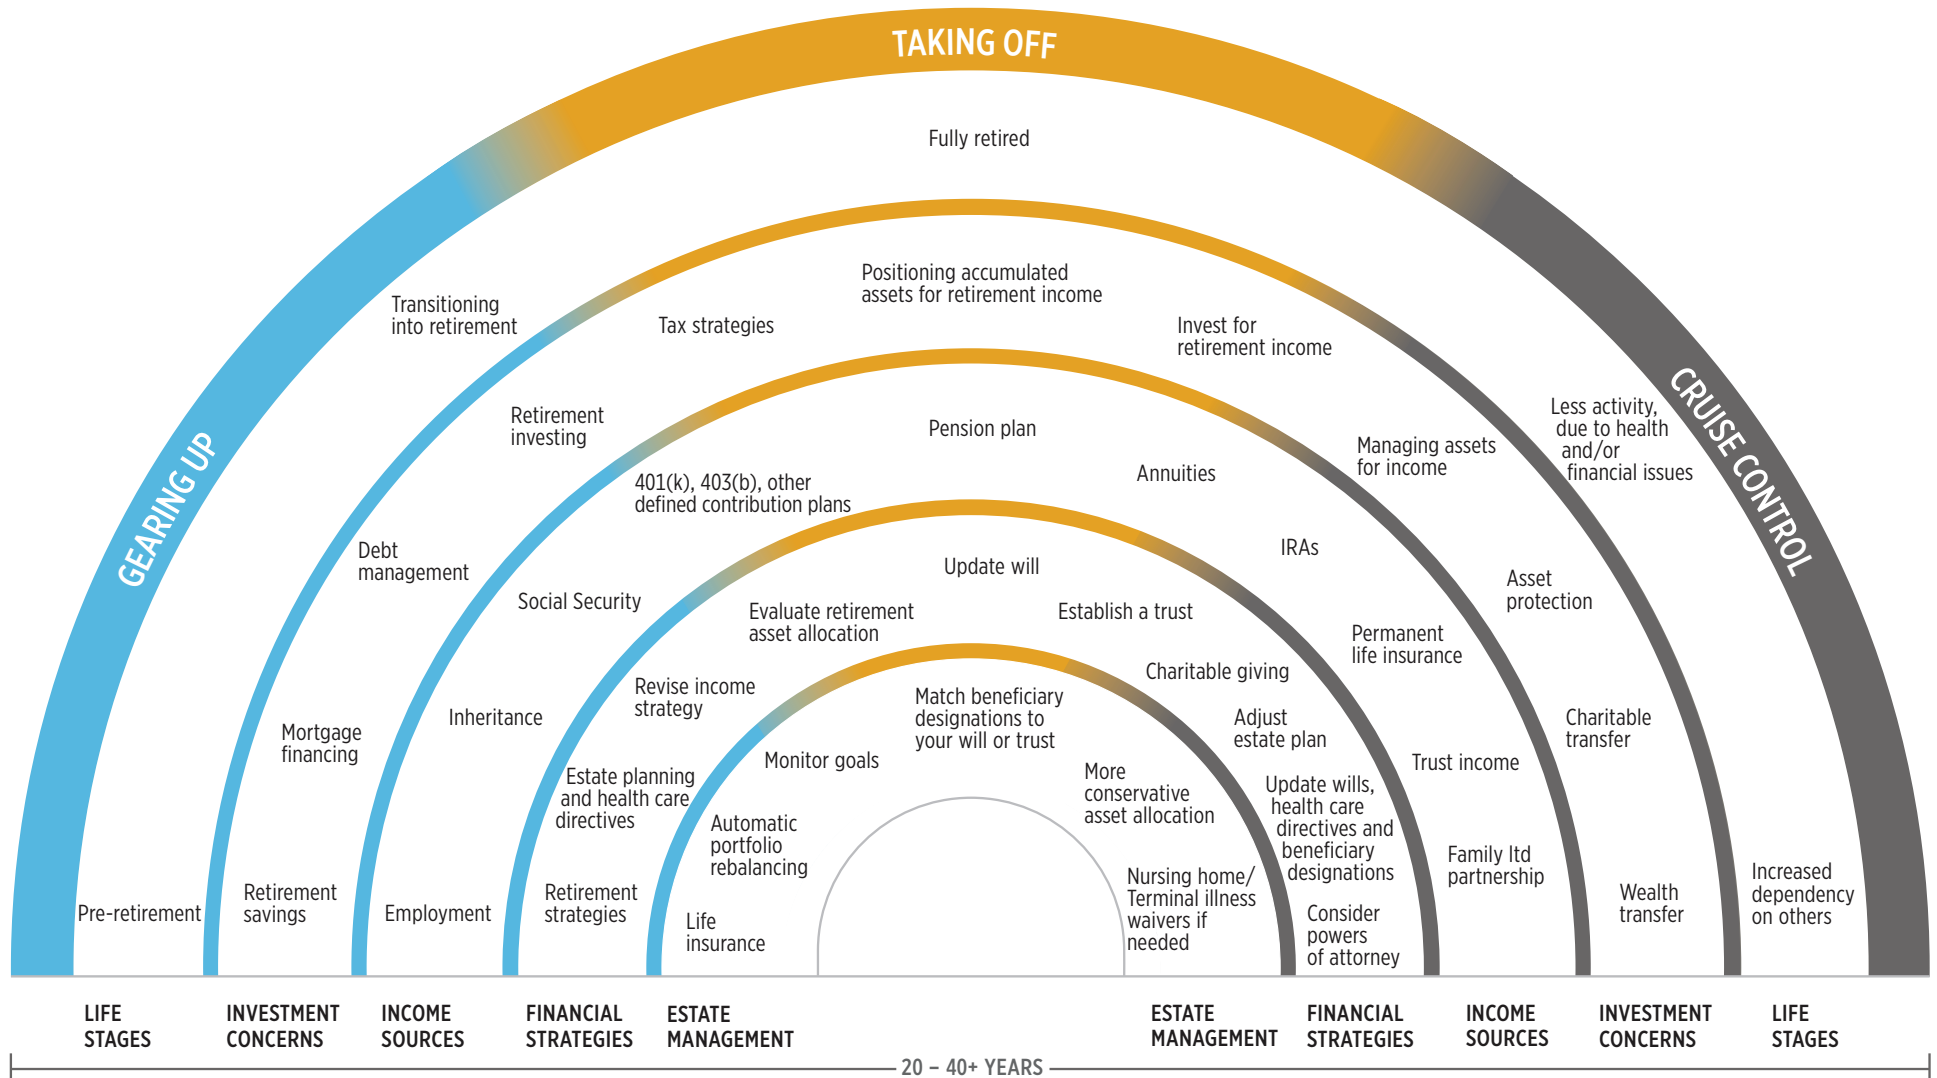 TAKING OFF
GEARING UP
CRUISE CONTROL
Pre-retirement
Transitioning
into retirement
Fully retired
Less activity,
due to health
and/or
financial issues
Increased
dependency
on others
Retirement
savings
Mortgage
financing
Debt
management
Retirement
investing
Tax strategies
Positioning accumulated
assets for retirement income
Invest for
retirement income
Managing assets
for income
Asset
protection
Charitable
transfer
Wealth
transfer
Employment
Inheritance
Social Security
401(k), 403(b), other
defined contribution plans
Pension plan
Annuities
IRAs
Permanent
life insurance
Trust income
Family ltd
partnership
Retirement
strategies
Estate planning
and health care
directives
Revise income
strategy
Evaluate retirement
asset allocation
Update will
Establish a trust
Charitable giving
Adjust
estate plan
Update wills,
health care
directives and
beneficiary
designations
Consider
powers
of attorney
Life
insurance
Automatic
portfolio
rebalancing
Monitor goals
Match beneficiary
designations to
your will or trust
More
conservative
asset allocation
Nursing home/
Terminal illness
waivers if
needed
LIFE
STAGES
INVESTMENT
CONCERNS
INCOME
SOURCES
FINANCIAL
STRATEGIES
ESTATE
MANAGEMENT
ESTATE
MANAGEMENT
FINANCIAL
STRATEGIES
INCOME
SOURCES
INVESTMENT
CONCERNS
LIFE
STAGES
20 – 40+ YEARS